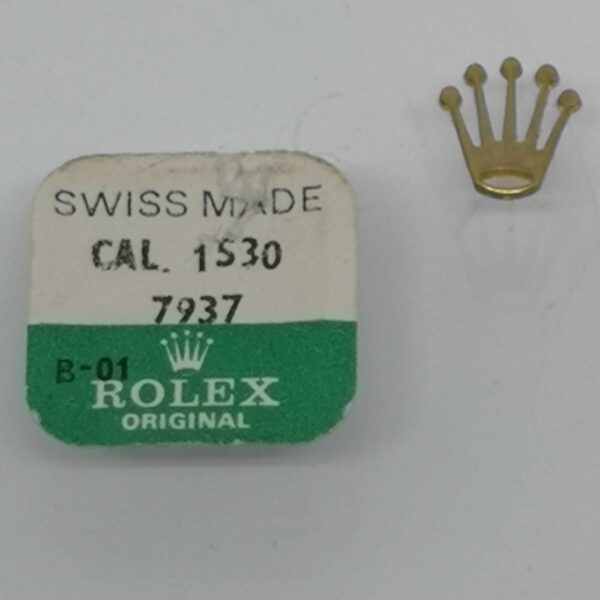 SWISS MADE
CAL. 1530
7937
B-01
ROLEX
ORIGINAL